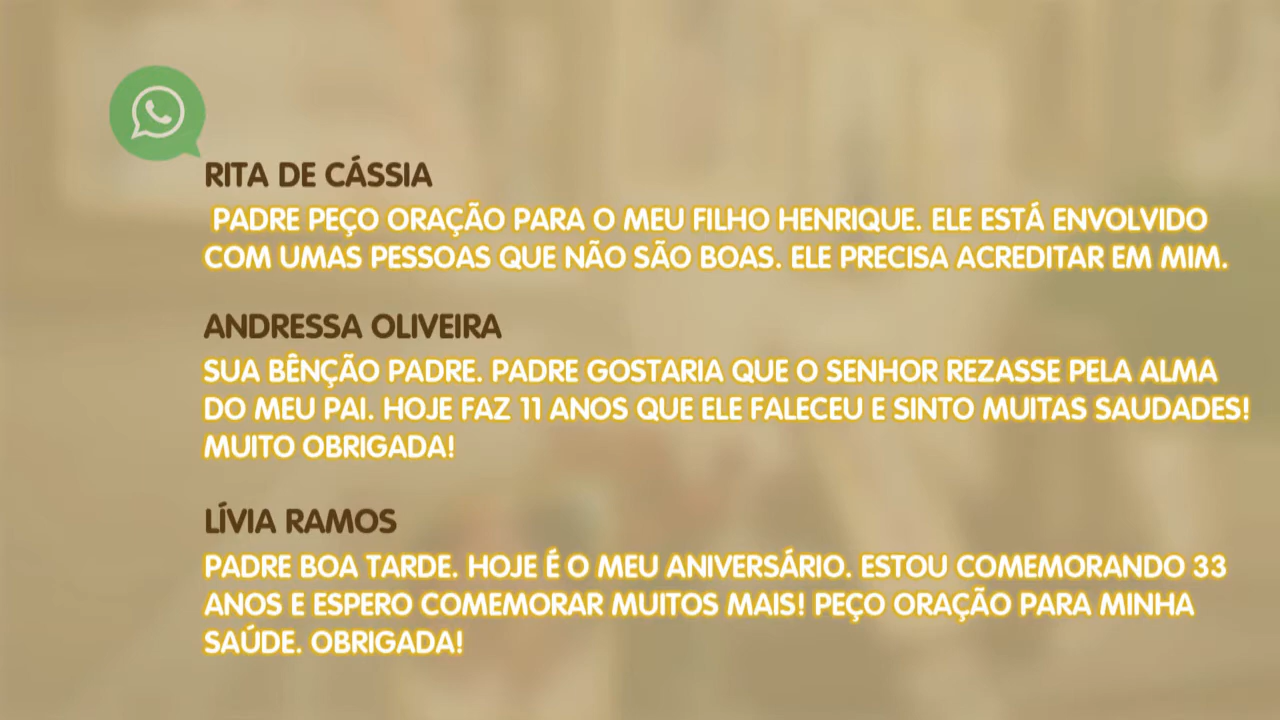 RITA DE CÁSSIA
PADRE PEÇO ORAÇÃO PARA O MEU FILHO HENRIQUE. ELE ESTÁ ENVOLVIDO
COM UMAS PESSOAS QUE NÃO SÃO BOAS. ELE PRECISA ACREDITAR EM MIM.
ANDRESSA OLIVEIRA
SUA BÊNÇÃO PADRE. PADRE GOSTARIA QUE O SENHOR REZASSE PELA ALMA
DO MEU PAI. HOJE FAZ 11 ANOS QUE ELE FALECEU E SINTO MUITAS SAUDADES!
MUITO OBRIGADA!
LÍVIA RAMOS
PADRE BOA TARDE. HOJE É O MEU ANIVERSÁRIO. ESTOU COMEMORANDO 33
ANOS E ESPERO COMEMORAR MUITOS MAIS! PEÇO ORAÇÃO PARA MINHA
SAÚDE. OBRIGADA!